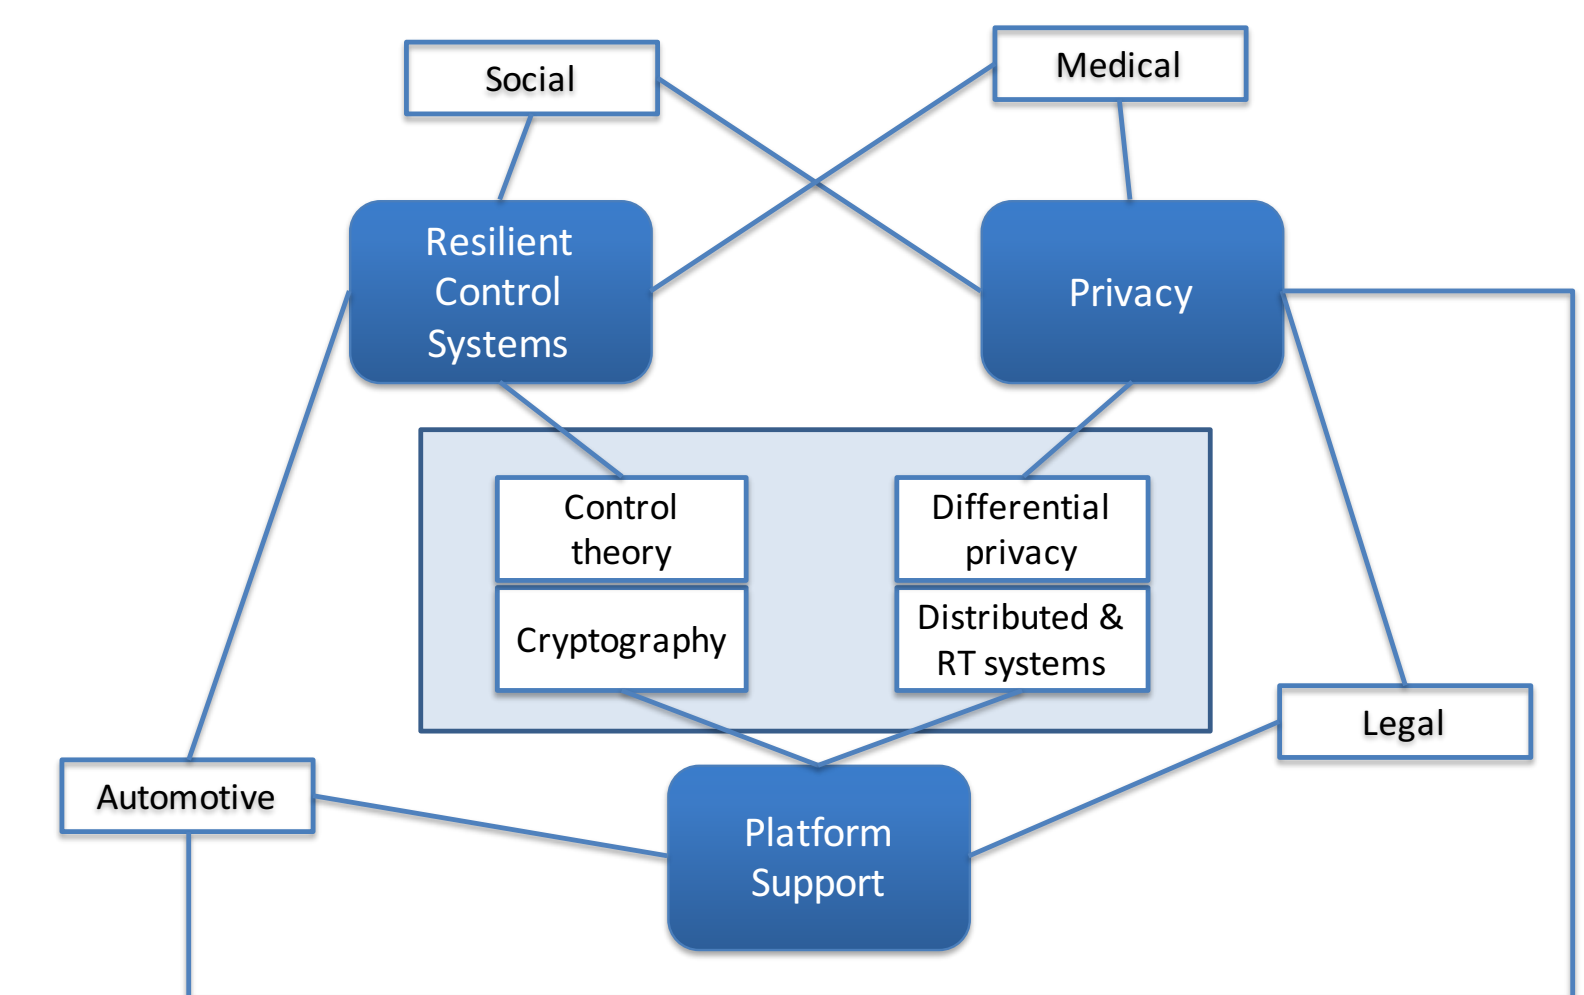 Social
Medical
Resilient
Control
Systems
Privacy
Control
theory
Differential
privacy
Cryptography
Distributed &
RT systems
Legal
Automotive
Platform
Support